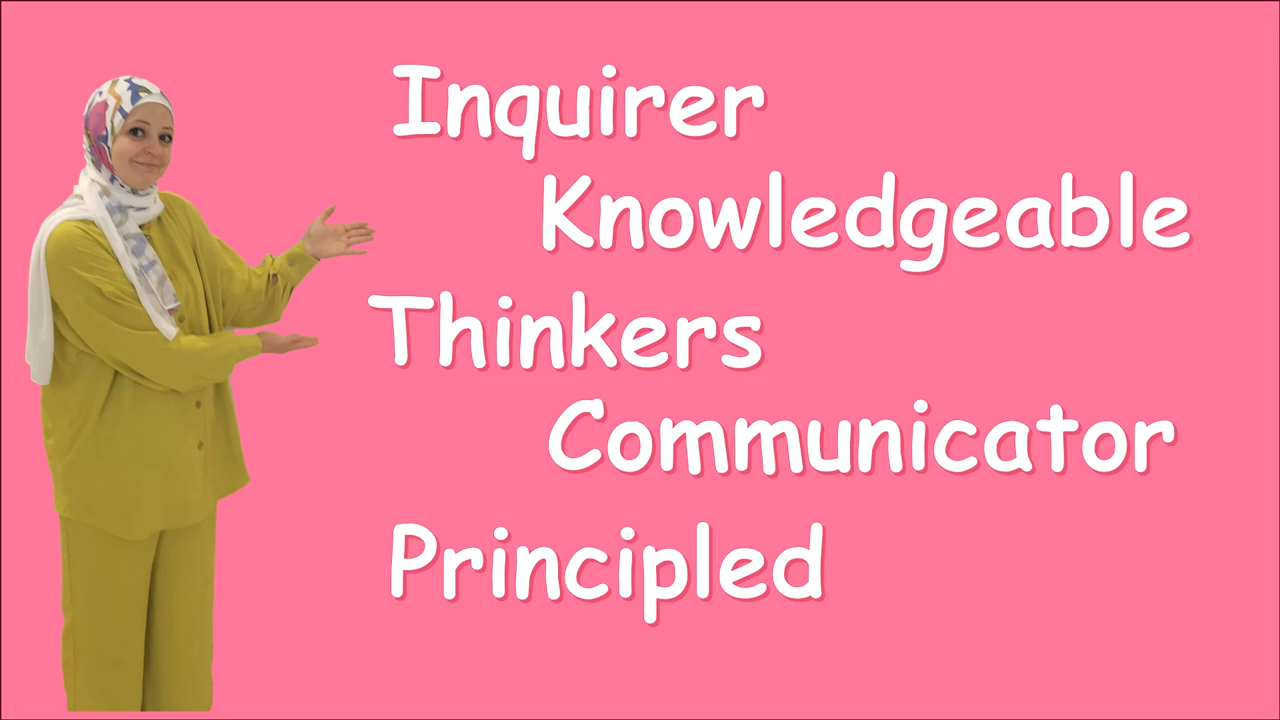 Inquirer
Knowledgeable
Thinkers
Communicator
Principled